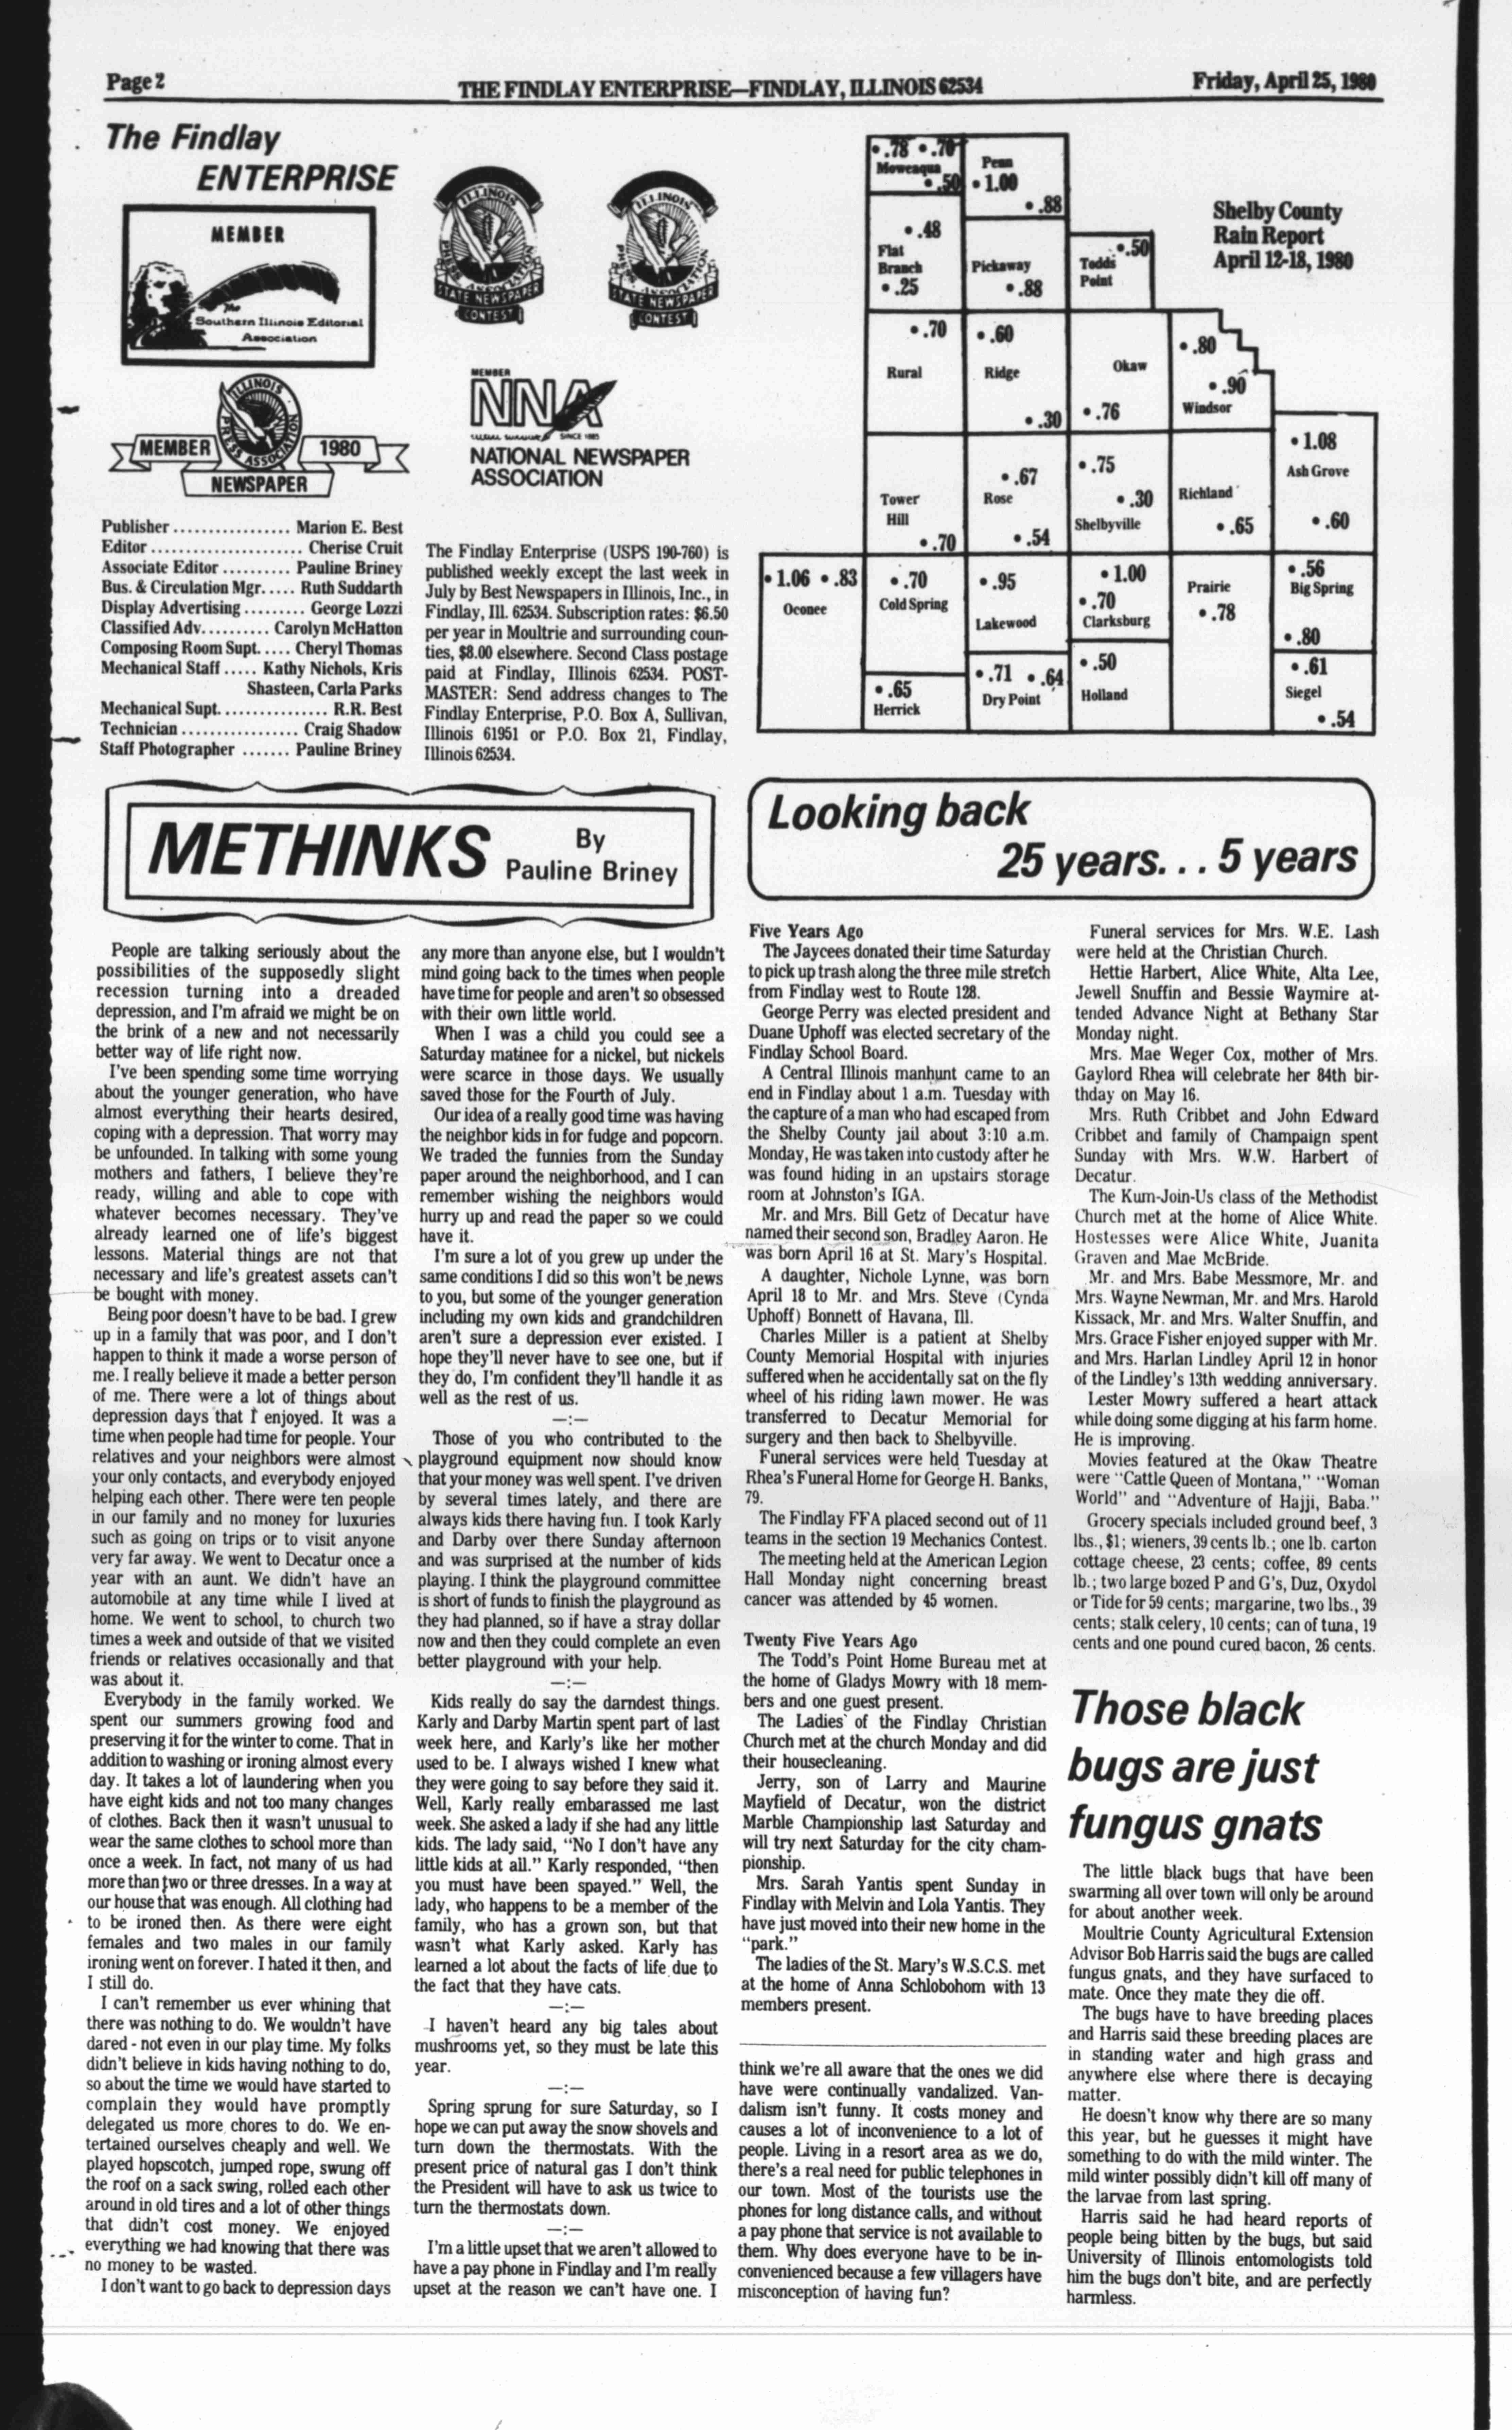 Page 2
THE FINDLAY ENTERPRISE—FINDLAY, ILLINOIS 62534
Friday, April 25, 1980
The Findlay
ENTERPRISE
MEMBER
The
Southern Illinois Editorial
Association
ILLINOIS
PRESS ASSOCIATION
MEMBER
1980
NEWSPAPER
ILLINOIS
PRESS ASSOCIATION
STATE NEWSPAPER
CONTEST
ILLINOIS
PRESS ASSOCIATION
STATE NEWSPAPER
CONTEST
MEMBER
NNA
SINCE 1885
NATIONAL NEWSPAPER
ASSOCIATION
Publisher ................ Marion E. Best
Editor ..................... Cherise Cruit
Associate Editor .......... Pauline Briney
Bus. & Circulation Mgr..... Ruth Suddarth
Display Advertising ......... George Lozzi
Classified Adv.......... Carolyn McHatton
Composing Room Supt..... Cheryl Thomas
Mechanical Staff ..... Kathy Nichols, Kris
Shasteen, Carla Parks
Mechanical Supt................ R.R. Best
Technician ................ Craig Shadow
Staff Photographer ....... Pauline Briney
The Findlay Enterprise (USPS 190-760) is
published weekly except the last week in
July by Best Newspapers in Illinois, Inc., in
Findlay, Ill. 62534. Subscription rates: $6.50
per year in Moultrie and surrounding coun-
ties, $8.00 elsewhere. Second Class postage
paid at Findlay, Illinois 62534. POST-
MASTER: Send address changes to The
Findlay Enterprise, P.O. Box A, Sullivan,
Illinois 61951 or P.O. Box 21, Findlay,
Illinois 62534.
Shelby County
Rain Report
April 12-18, 1980
• .78 • .70
Moweaqua
• .50
Penn
• 1.00
• .88
• .48
Flat
Branch
• .25
Pickaway
• .88
• .50
Todds
Point
• .70
Rural
• .60
Ridge
• .30
Okaw
• .76
• .80
• .90
Windsor
Tower
Hill
• .70
• .67
Rose
• .54
• .75
• .30
Shelbyville
Richland
• .65
• 1.08
Ash Grove
• .60
• 1.06 • .83
Oconee
• .70
Cold Spring
• .95
Lakewood
• 1.00
• .70
Clarksburg
Prairie
• .78
• .56
Big Spring
• .80
• .65
Herrick
• .71 • .64
Dry Point
• .50
Holland
• .61
Siegel
• .54
METHINKS
By
Pauline Briney
People are talking seriously about the
possibilities of the supposedly slight
recession turning into a dreaded
depression, and I'm afraid we might be on
the brink of a new and not necessarily
better way of life right now.
I've been spending some time worrying
about the younger generation, who have
almost everything their hearts desired,
coping with a depression. That worry may
be unfounded. In talking with some young
mothers and fathers, I believe they're
ready, willing and able to cope with
whatever becomes necessary. They've
already learned one of life's biggest
lessons. Material things are not that
necessary and life's greatest assets can't
be bought with money.
Being poor doesn't have to be bad. I grew
up in a family that was poor, and I don't
happen to think it made a worse person of
me. I really believe it made a better person
of me. There were a lot of things about
depression days that I enjoyed. It was a
time when people had time for people. Your
relatives and your neighbors were almost
your only contacts, and everybody enjoyed
helping each other. There were ten people
in our family and no money for luxuries
such as going on trips or to visit anyone
very far away. We went to Decatur once a
year with an aunt. We didn't have an
automobile at any time while I lived at
home. We went to school, to church two
times a week and outside of that we visited
friends or relatives occasionally and that
was about it.
Everybody in the family worked. We
spent our summers growing food and
preserving it for the winter to come. That in
addition to washing or ironing almost every
day. It takes a lot of laundering when you
have eight kids and not too many changes
of clothes. Back then it wasn't unusual to
wear the same clothes to school more than
once a week. In fact, not many of us had
more than two or three dresses. In a way at
our house that was enough. All clothing had
to be ironed then. As there were eight
females and two males in our family
ironing went on forever. I hated it then, and
I still do.
I can't remember us ever whining that
there was nothing to do. We wouldn't have
dared - not even in our play time. My folks
didn't believe in kids having nothing to do,
so about the time we would have started to
complain they would have promptly
delegated us more chores to do. We en-
tertained ourselves cheaply and well. We
played hopscotch, jumped rope, swung off
the roof on a sack swing, rolled each other
around in old tires and a lot of other things
that didn't cost money. We enjoyed
everything we had knowing that there was
no money to be wasted.
I don't want to go back to depression days
any more than anyone else, but I wouldn't
mind going back to the times when people
have time for people and aren't so obsessed
with their own little world.
When I was a child you could see a
Saturday matinee for a nickel, but nickels
were scarce in those days. We usually
saved those for the Fourth of July.
Our idea of a really good time was having
the neighbor kids in for fudge and popcorn.
We traded the funnies from the Sunday
paper around the neighborhood, and I can
remember wishing the neighbors would
hurry up and read the paper so we could
have it.
I'm sure a lot of you grew up under the
same conditions I did so this won't be news
to you, but some of the younger generation
including my own kids and grandchildren
aren't sure a depression ever existed. I
hope they'll never have to see one, but if
they do, I'm confident they'll handle it as
well as the rest of us.
—:—
Those of you who contributed to the
playground equipment now should know
that your money was well spent. I've driven
by several times lately, and there are
always kids there having fun. I took Karly
and Darby over there Sunday afternoon
and was surprised at the number of kids
playing. I think the playground committee
is short of funds to finish the playground as
they had planned, so if have a stray dollar
now and then they could complete an even
better playground with your help.
—:—
Kids really do say the darndest things.
Karly and Darby Martin spent part of last
week here, and Karly's like her mother
used to be. I always wished I knew what
they were going to say before they said it.
Well, Karly really embarassed me last
week. She asked a lady if she had any little
kids. The lady said, "No I don't have any
little kids at all." Karly responded, "then
you must have been spayed." Well, the
lady, who happens to be a member of the
family, who has a grown son, but that
wasn't what Karly asked. Karly has
learned a lot about the facts of life due to
the fact that they have cats.
—:—
I haven't heard any big tales about
mushrooms yet, so they must be late this
year.
—:—
Spring sprung for sure Saturday, so I
hope we can put away the snow shovels and
turn down the thermostats. With the
present price of natural gas I don't think
the President will have to ask us twice to
turn the thermostats down.
—:—
I'm a little upset that we aren't allowed to
have a pay phone in Findlay and I'm really
upset at the reason we can't have one. I
think we're all aware that the ones we did
have were continually vandalized. Van-
dalism isn't funny. It costs money and
causes a lot of inconvenience to a lot of
people. Living in a resort area as we do,
there's a real need for public telephones in
our town. Most of the tourists use the
phones for long distance calls, and without
a pay phone that service is not available to
them. Why does everyone have to be in-
convenienced because a few villagers have
misconception of having fun?
Looking back
25 years... 5 years
Five Years Ago
The Jaycees donated their time Saturday
to pick up trash along the three mile stretch
from Findlay west to Route 128.
George Perry was elected president and
Duane Uphoff was elected secretary of the
Findlay School Board.
A Central Illinois manhunt came to an
end in Findlay about 1 a.m. Tuesday with
the capture of a man who had escaped from
the Shelby County jail about 3:10 a.m.
Monday, He was taken into custody after he
was found hiding in an upstairs storage
room at Johnston's IGA.
Mr. and Mrs. Bill Getz of Decatur have
named their second son, Bradley Aaron. He
was born April 16 at St. Mary's Hospital.
A daughter, Nichole Lynne, was born
April 18 to Mr. and Mrs. Steve (Cynda
Uphoff) Bonnett of Havana, Ill.
Charles Miller is a patient at Shelby
County Memorial Hospital with injuries
suffered when he accidentally sat on the fly
wheel of his riding lawn mower. He was
transferred to Decatur Memorial for
surgery and then back to Shelbyville.
Funeral services were held Tuesday at
Rhea's Funeral Home for George H. Banks,
79.
The Findlay FFA placed second out of 11
teams in the section 19 Mechanics Contest.
The meeting held at the American Legion
Hall Monday night concerning breast
cancer was attended by 45 women.
Twenty Five Years Ago
The Todd's Point Home Bureau met at
the home of Gladys Mowry with 18 mem-
bers and one guest present.
The Ladies of the Findlay Christian
Church met at the church Monday and did
their housecleaning.
Jerry, son of Larry and Maurine
Mayfield of Decatur, won the district
Marble Championship last Saturday and
will try next Saturday for the city cham-
pionship.
Mrs. Sarah Yantis spent Sunday in
Findlay with Melvin and Lola Yantis. They
have just moved into their new home in the
"park."
The ladies of the St. Mary's W.S.C.S. met
at the home of Anna Schlobohom with 13
members present.
Funeral services for Mrs. W.E. Lash
were held at the Christian Church.
Hettie Harbert, Alice White, Alta Lee,
Jewell Snuffin and Bessie Waymire at-
tended Advance Night at Bethany Star
Monday night.
Mrs. Mae Weger Cox, mother of Mrs.
Gaylord Rhea will celebrate her 84th bir-
thday on May 16.
Mrs. Ruth Cribbet and John Edward
Cribbet and family of Champaign spent
Sunday with Mrs. W.W. Harbert of
Decatur.
The Kum-Join-Us class of the Methodist
Church met at the home of Alice White.
Hostesses were Alice White, Juanita
Graven and Mae McBride.
Mr. and Mrs. Babe Messmore, Mr. and
Mrs. Wayne Newman, Mr. and Mrs. Harold
Kissack, Mr. and Mrs. Walter Snuffin, and
Mrs. Grace Fisher enjoyed supper with Mr.
and Mrs. Harlan Lindley April 12 in honor
of the Lindley's 13th wedding anniversary.
Lester Mowry suffered a heart attack
while doing some digging at his farm home.
He is improving.
Movies featured at the Okaw Theatre
were "Cattle Queen of Montana," "Woman
World" and "Adventure of Hajji, Baba."
Grocery specials included ground beef, 3
lbs., $1; wieners, 39 cents lb.; one lb. carton
cottage cheese, 23 cents; coffee, 89 cents
lb.; two large bozed P and G's, Duz, Oxydol
or Tide for 59 cents; margarine, two lbs., 39
cents; stalk celery, 10 cents; can of tuna, 19
cents and one pound cured bacon, 26 cents.
Those black
bugs are just
fungus gnats
The little black bugs that have been
swarming all over town will only be around
for about another week.
Moultrie County Agricultural Extension
Advisor Bob Harris said the bugs are called
fungus gnats, and they have surfaced to
mate. Once they mate they die off.
The bugs have to have breeding places
and Harris said these breeding places are
in standing water and high grass and
anywhere else where there is decaying
matter.
He doesn't know why there are so many
this year, but he guesses it might have
something to do with the mild winter. The
mild winter possibly didn't kill off many of
the larvae from last spring.
Harris said he had heard reports of
people being bitten by the bugs, but said
University of Illinois entomologists told
him the bugs don't bite, and are perfectly
harmless.